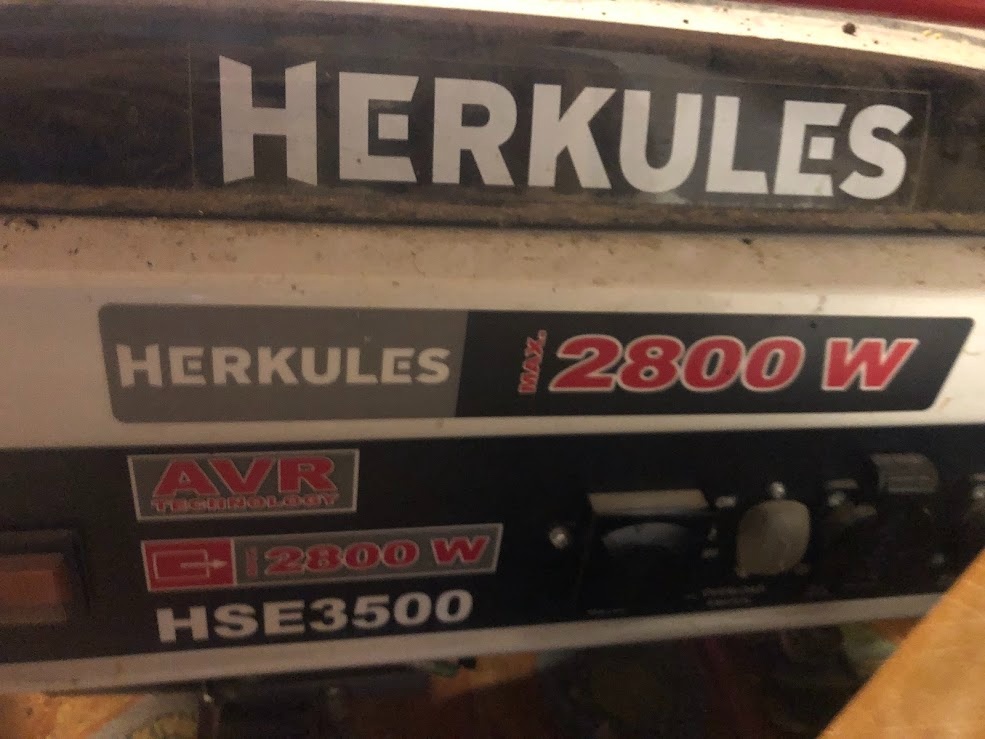 HERKULES
HERKULES MAX. 2800 W
AVR
TECHNOLOGY
2800 W
HSE3500